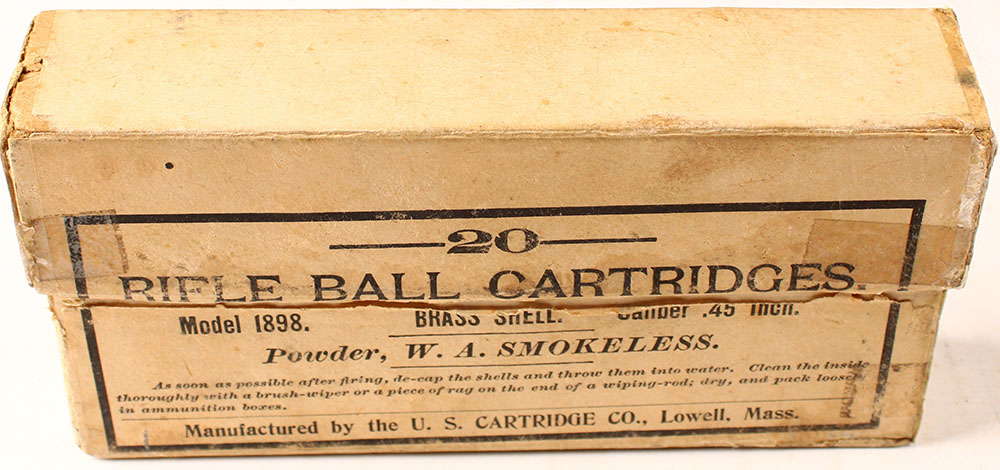 20
RIFLE BALL CARTRIDGES.
Model 1898. BRASS SHELL. Caliber .45 inch.
Powder, W. A. SMOKELESS.
As soon as possible after firing, de-cap the shells and throw them into water. Clean the inside
thoroughly with a brush-wiper or a piece of rag on the end of a wiping-rod; dry, and pack loose
in ammunition boxes.
Manufactured by the U. S. CARTRIDGE CO., Lowell, Mass.